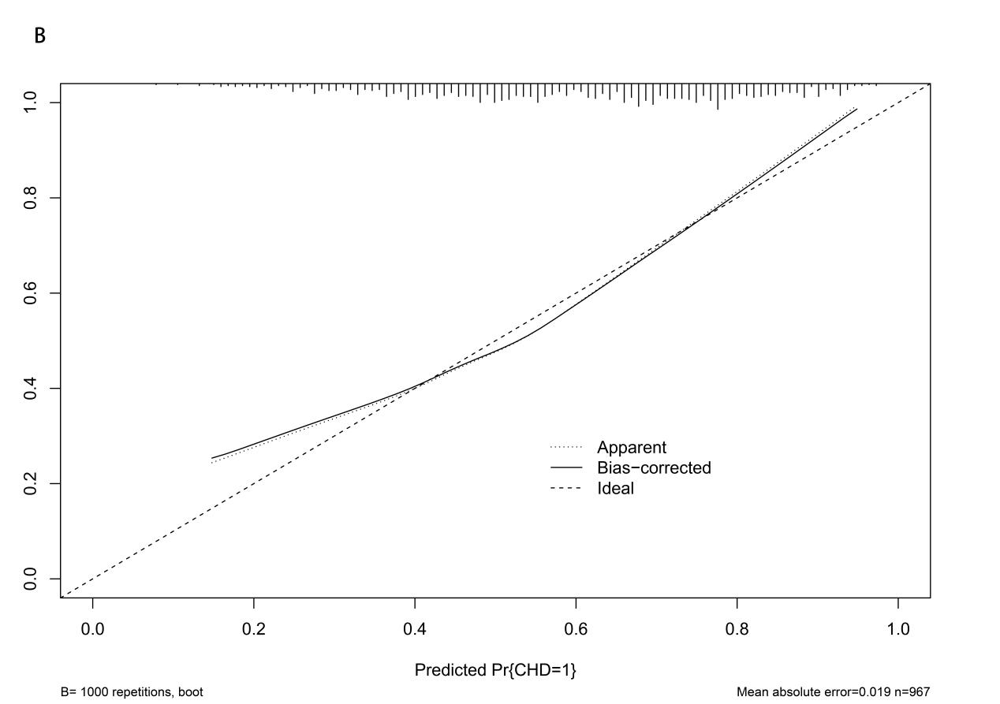 B
1.0
0.8
0.6
0.4
0.2
0.0
Apparent
Bias−corrected
Ideal
0.0 0.2 0.4 0.6 0.8 1.0
Predicted Pr{CHD=1}
B= 1000 repetitions, boot
Mean absolute error=0.019 n=967